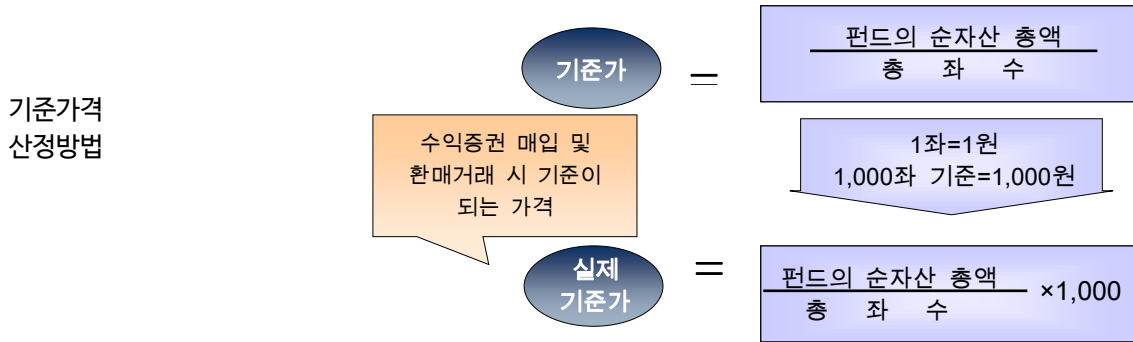 기준가격
산정방법
기준가
=
펀드의 순자산 총액
총 좌 수
수익증권 매입 및
환매거래 시 기준이
되는 가격
1좌=1원
1,000좌 기준=1,000원
실제
기준가
=
펀드의 순자산 총액
총 좌 수
×1,000